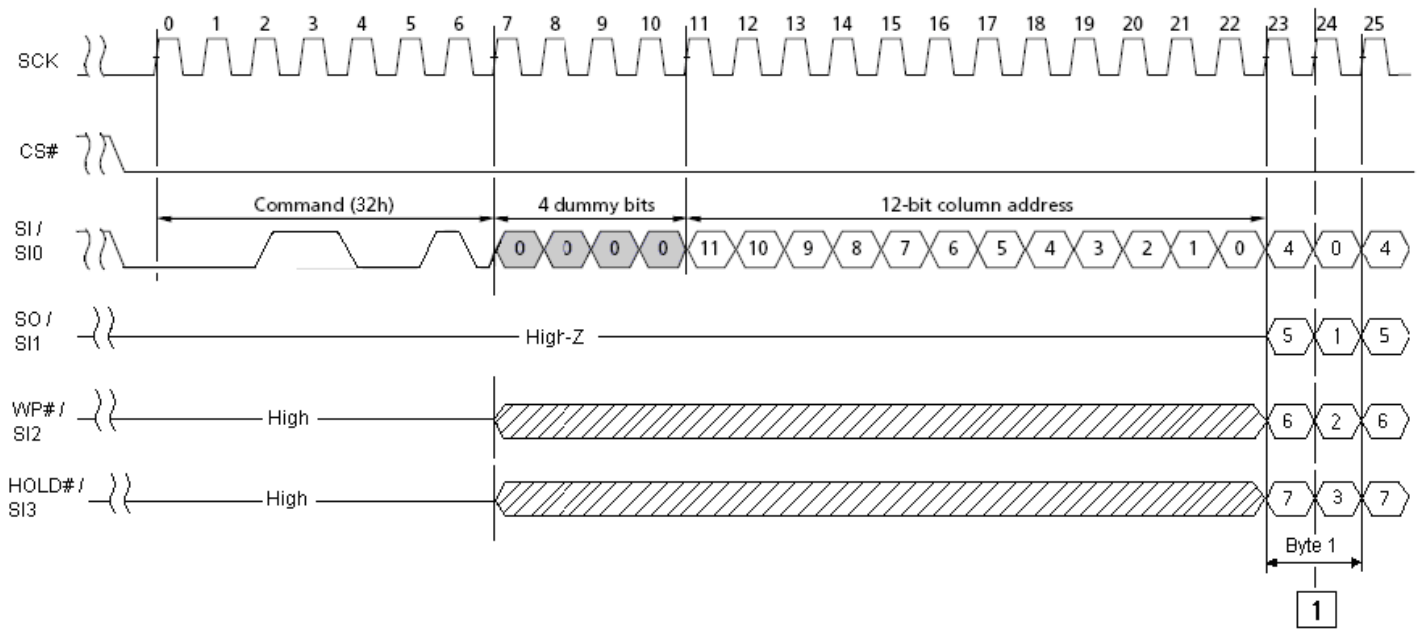 0 1 2 3 4 5 6 7 8 9 10 11 12 13 14 15 16 17 18 19 20 21 22 23 24 25
SCK
CS#
Command (32h) 4 dummy bits 12-bit column address
SI /
SI0
0 0 0 0 11 10 9 8 7 6 5 4 3 2 1 0 4 0 4
SO /
SI1
High-Z
5 1 5
WP# /
SI2
High
6 2 6
HOLD# /
SI3
High
7 3 7
Byte 1
1